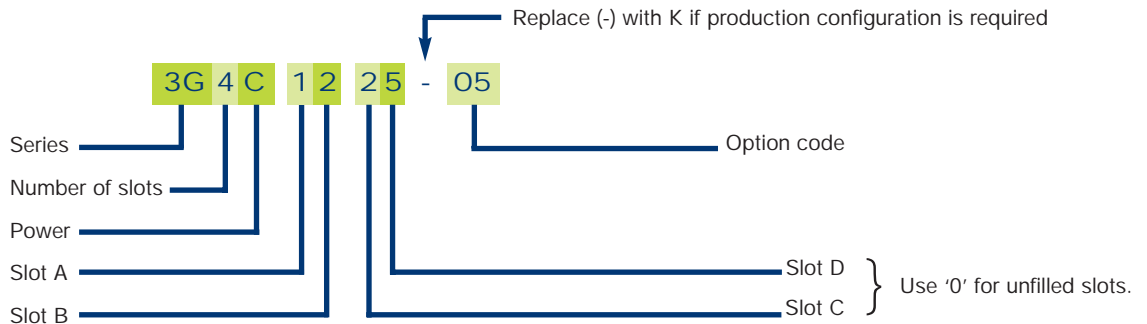 Replace (-) with K if production configuration is required
3G 4 C 1 2 2 5 - 05
Series
Option code
Number of slots
Power
Slot A
Slot D
Use ‘0’ for unfilled slots.
Slot B
Slot C